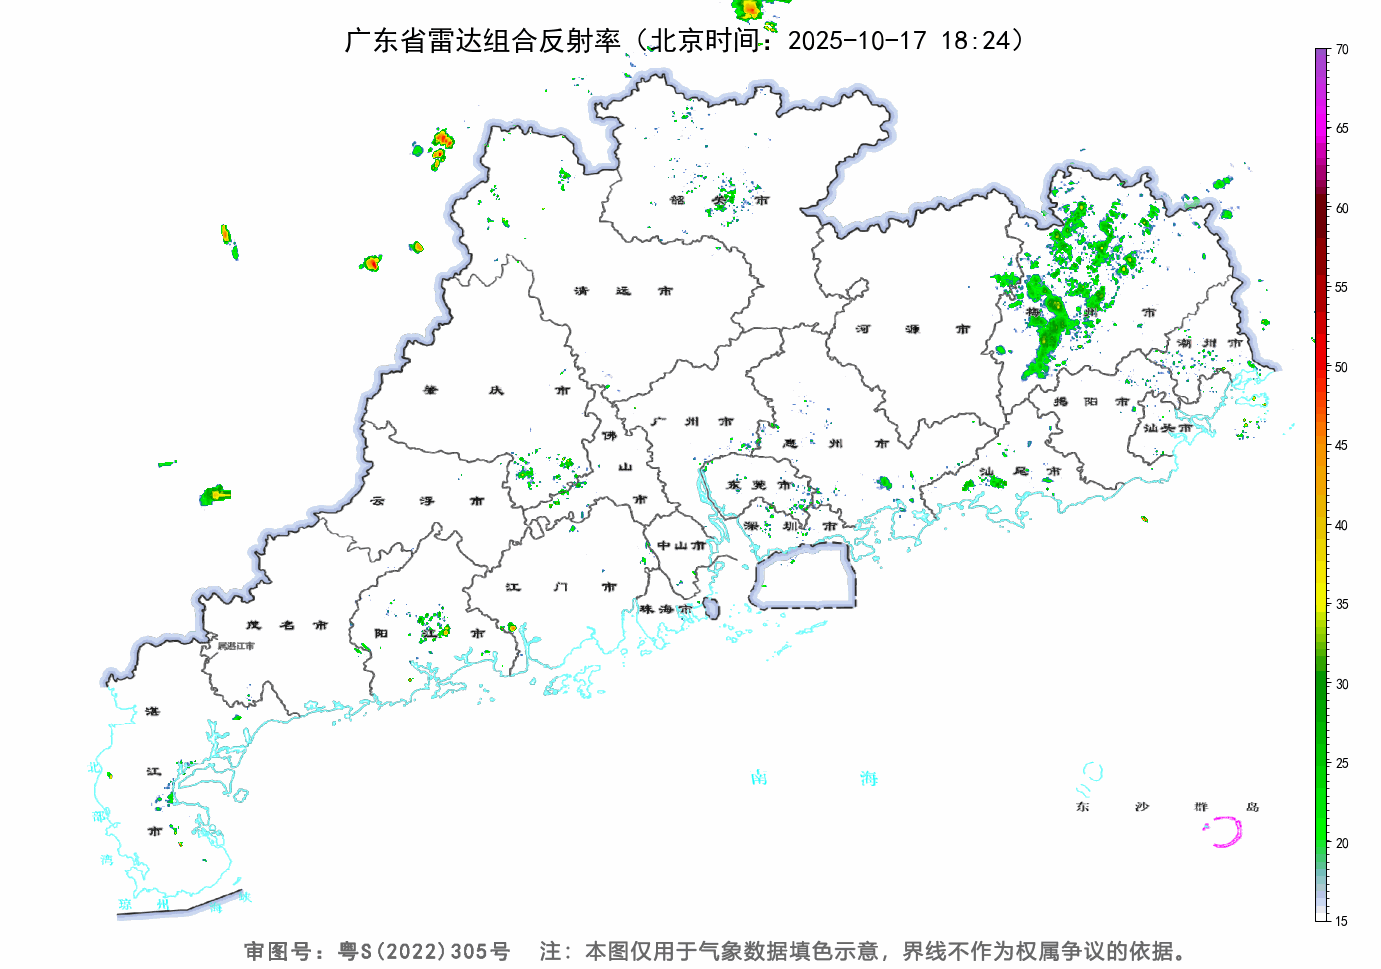 广东省雷达组合反射率（北京时间：2025-10-17 18:24）
70
65
60
55
50
45
40
35
30
25
20
15
韶关市
清远市
河源市
梅州市
潮州市
肇庆市
广州市
佛山市
惠州市
揭阳市
汕头市
汕尾市
云浮市
东莞市
深圳市
中山市
江门市
珠海市
茂名市
阳江市
属湛江市
湛江市
北部湾
琼州海峡
南海
东沙群岛
审图号：粤S(2022)305号 注：本图仅用于气象数据填色示意，界线不作为权属争议的依据。